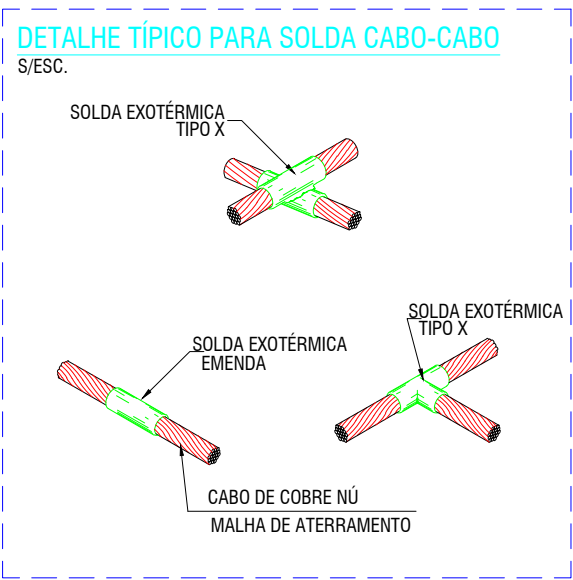 DETALHE TÍPICO PARA SOLDA CABO-CABO
S/ESC.
SOLDA EXOTÉRMICA
TIPO X
SOLDA EXOTÉRMICA
EMENDA
SOLDA EXOTÉRMICA
TIPO X
CABO DE COBRE NÚ
MALHA DE ATERRAMENTO